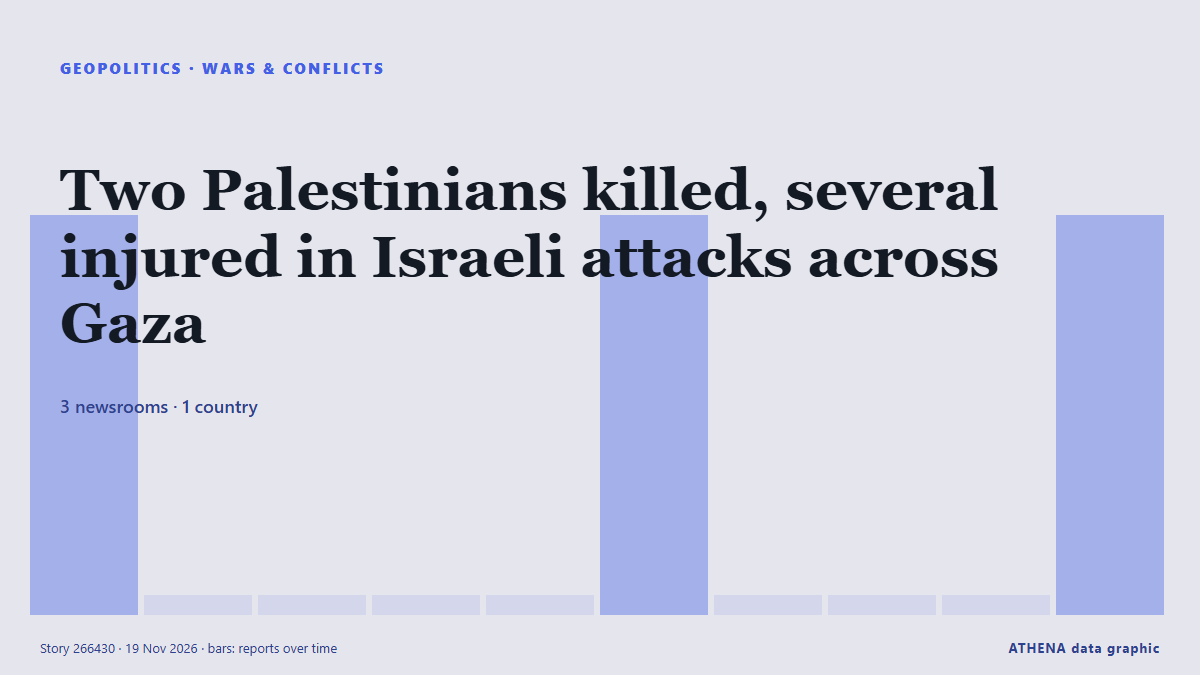 GEOPOLITICS · WARS & CONFLICTS
Two Palestinians killed, several
injured in Israeli attacks across
Gaza
3 newsrooms · 1 country
Story 266430 · 19 Nov 2026 · bars: reports over time
ATHENA data graphic